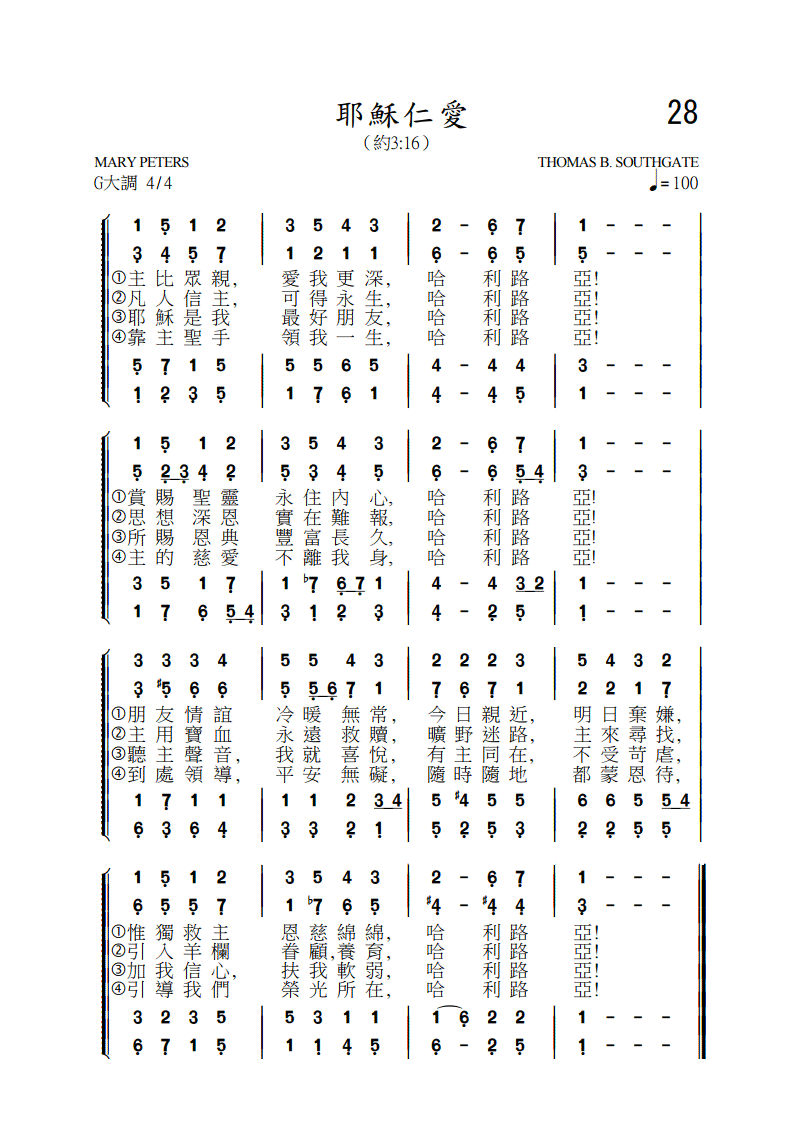 耶穌仁愛 28
（約3:16）
MARY PETERS THOMAS B. SOUTHGATE
G大調 4/4 ♩=100
1 5̣ 1 2 | 3 5 4 3 | 2 - 6̣ 7̣ | 1 - - - |
3̣ 4̣ 5̣ 7̣ | 1 2 1 1 | 6̣ - 6̣ 5̣ | 5̣ - - - |
①主比眾親, 愛我更深, 哈 利路 亞!
②凡人信主, 可得永生, 哈 利路 亞!
③耶穌是我 最好朋友, 哈 利路 亞!
④靠主聖手 領我一生, 哈 利路 亞!
5̣ 7̣ 1 5 | 5 5 6 5 | 4 - 4 4 | 3 - - - |
1̣ 2̣ 3̣ 5̣ | 1 7̣ 6̣ 1 | 4̣ - 4̣ 5̣ | 1 - - - |
1 5̣ 1 2 | 3 5 4 3 | 2 - 6̣ 7̣ | 1 - - - |
5̣ 2̣ 3̣ 4̣ 2̣ | 5̣ 3̣ 4̣ 5̣ | 6̣ - 6̣ 5̣ 4̣ | 3̣ - - - |
①賞賜聖靈 永住內心, 哈 利路 亞!
②思想深恩 實在難報, 哈 利路 亞!
③所賜恩典 豐富長久, 哈 利路 亞!
④主的慈愛 不離我身, 哈 利路 亞!
3 5 1 7̣ | 1 ♭7̣ 6̣ 7̣ 1 | 4 - 4 3 2 | 1 - - - |
1 7̣ 6̣ 5̣ 4̣ | 3̣ 1̣ 2̣ 3̣ | 4̣ - 2̣ 5̣ | 1̣ - - - |
3 3 3 4 | 5 5 4 3 | 2 2 2 3 | 5 4 3 2 |
3̣ ♯5̣ 6̣ 6̣ | 5̣ 5̣ 6̣ 7̣ 1 | 7̣ 6̣ 7̣ 1 | 2 2 1 7̣ |
①朋友情誼 冷暖無常, 今日親近, 明日棄嫌,
②主用寶血 永遠救贖, 曠野迷路, 主來尋找,
③聽主聲音, 我就喜悅, 有主同在, 不受苛虐,
④到處領導, 平安無礙, 隨時隨地 都蒙恩待,
1 7̣ 1 1 | 1 1 2 3 4 | 5 ♯4 5 5 | 6 6 5 5 4 |
6̣ 3̣ 6̣ 4̣ | 3̣ 3̣ 2̣ 1̣ | 5̣ 2̣ 5̣ 3̣ | 2̣ 2̣ 5̣ 5̣ |
1 5̣ 1 2 | 3 5 4 3 | 2 - 6̣ 7̣ | 1 - - - |
6̣ 5̣ 5̣ 7̣ | 1 ♭7̣ 6̣ 5̣ | ♯4̣ - ♯4̣ 4̣ | 3̣ - - - |
①惟獨救主 恩慈綿綿, 哈 利路 亞!
②引入羊欄 眷顧,養育, 哈 利路 亞!
③加我信心, 扶我軟弱, 哈 利路 亞!
④引導我們 榮光所在, 哈 利路 亞!
3 2 3 5 | 5 3 1 1 | 1 6̣ 2 2 | 1 - - - |
6̣ 7̣ 1 5̣ | 1 1 4̣ 5̣ | 6̣ - 2̣ 5̣ | 1̣ - - - |